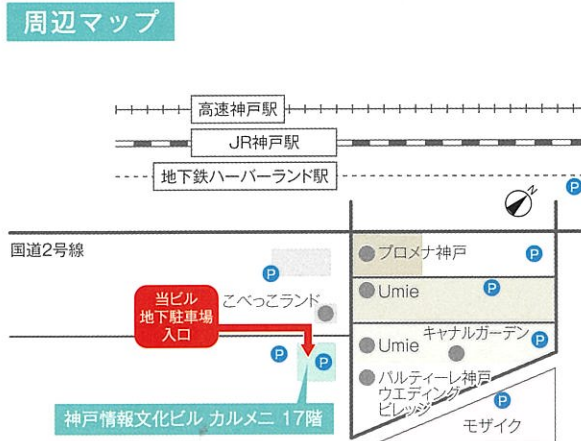 周辺マップ
高速神戸駅
JR神戸駅
地下鉄ハーバーランド駅
P
N
国道2号線
プロメナ神戸
P
P
当ビル
地下駐車場
入口
こべっこランド
Umie
P
キャナルガーデン
Umie
P
P
P
パルティーレ神戸
ウエディング
ビレッジ
P
モザイク
神戸情報文化ビル カルメニ 17階